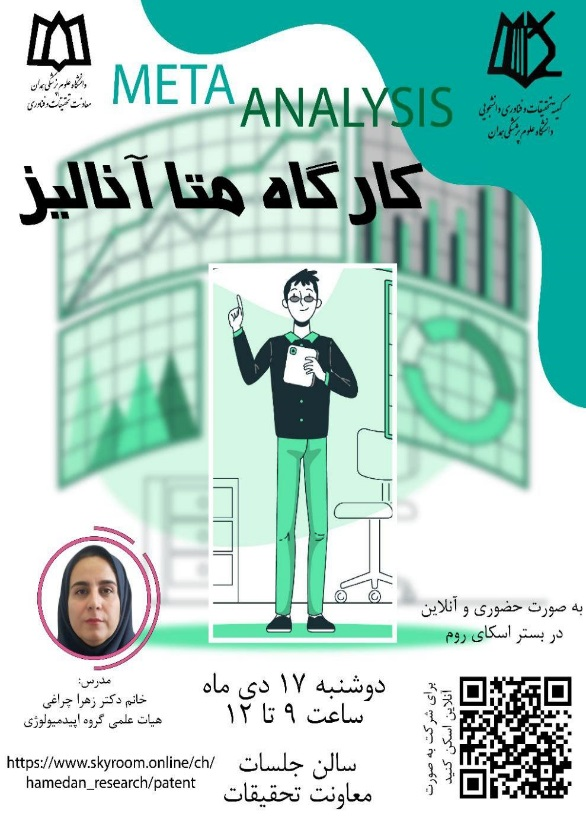 دانشگاه علوم پزشکی همدان
معاونت تحقیقات و فناوری
کمیته تحقیقات و فناوری دانشجویی
دانشگاه علوم پزشکی همدان
META
ANALYSIS
کارگاه متا آنالیز
به صورت حضوری و آنلاین
در بستر اسکای روم
مدرس:
خانم دکتر زهرا چراغی
هیات علمی گروه اپیدمیولوژی
دوشنبه ۱۷ دی ماه
ساعت ۹ تا ۱۲
سالن جلسات
معاونت تحقیقات
https://www.skyroom.online/ch/
hamedan_research/patent
برای شرکت به صورت
آنلاین اسکن کنید